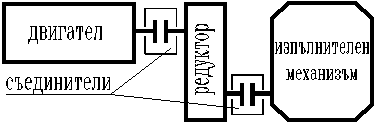 двигател
съединители
редуктор
изпълнителен
механизъм